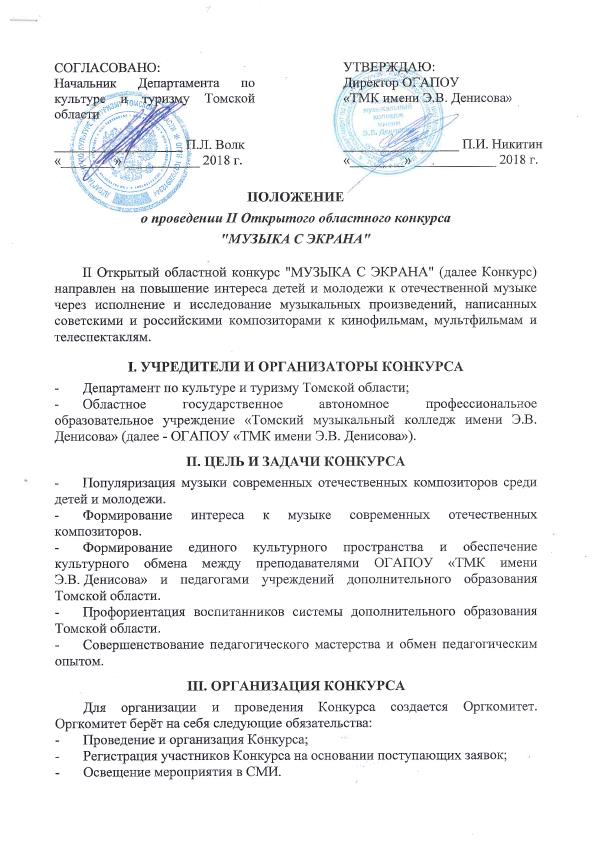 СОГЛАСОВАНО:
Начальник Департамента по
культуре и туризму Томской
области
П.Л. Волк
«____»__________ 2018 г.
УТВЕРЖДАЮ:
Директор ОГАПОУ
«ТМК имени Э.В. Денисова»
П.И. Никитин
«____»__________ 2018 г.
ПОЛОЖЕНИЕ
о проведении II Открытого областного конкурса
"МУЗЫКА С ЭКРАНА"
II Открытый областной конкурс "МУЗЫКА С ЭКРАНА" (далее Конкурс)
направлен на повышение интереса детей и молодежи к отечественной музыке
через исполнение и исследование музыкальных произведений, написанных
советскими и российскими композиторами к кинофильмам, мультфильмам и
телеспектаклям.
I. УЧРЕДИТЕЛИ И ОРГАНИЗАТОРЫ КОНКУРСА
- Департамент по культуре и туризму Томской области;
- Областное государственное автономное профессиональное
образовательное учреждение «Томский музыкальный колледж имени Э.В.
Денисова» (далее - ОГАПОУ «ТМК имени Э.В. Денисова»).
II. ЦЕЛЬ И ЗАДАЧИ КОНКУРСА
- Популяризация музыки современных отечественных композиторов среди
детей и молодежи.
- Формирование интереса к музыке современных отечественных
композиторов.
- Формирование единого культурного пространства и обеспечение
культурного обмена между преподавателями ОГАПОУ «ТМК имени
Э.В. Денисова» и педагогами учреждений дополнительного образования
Томской области.
- Профориентация воспитанников системы дополнительного образования
Томской области.
- Совершенствование педагогического мастерства и обмен педагогическим
опытом.
III. ОРГАНИЗАЦИЯ КОНКУРСА
Для организации и проведения Конкурса создается Оргкомитет.
Оргкомитет берёт на себя следующие обязательства:
- Проведение и организация Конкурса;
- Регистрация участников Конкурса на основании поступающих заявок;
- Освещение мероприятия в СМИ.